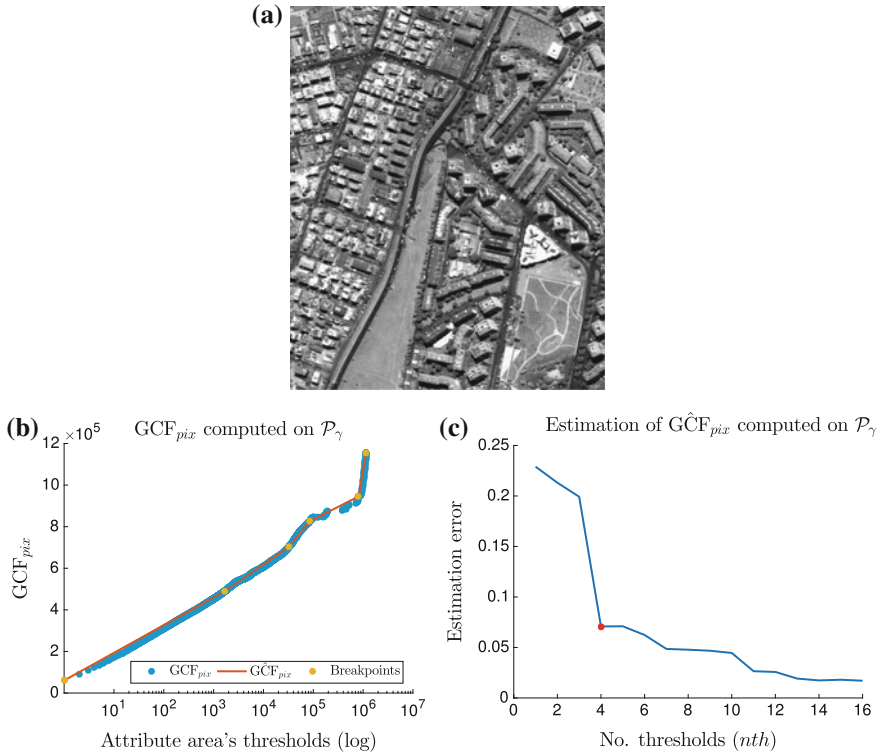 (a)
(b)
GCF_pix computed on P_γ
×10^5
12
10
8
6
4
2
0
GCF_pix
GCF_pix GĈF_pix Breakpoints
10^1 10^2 10^3 10^4 10^5 10^6 10^7
Attribute area's thresholds (log)
(c)
Estimation of GĈF_pix computed on P_γ
0.25
0.2
0.15
0.1
0.05
0
Estimation error
0 2 4 6 8 10 12 14 16
No. thresholds (nth)